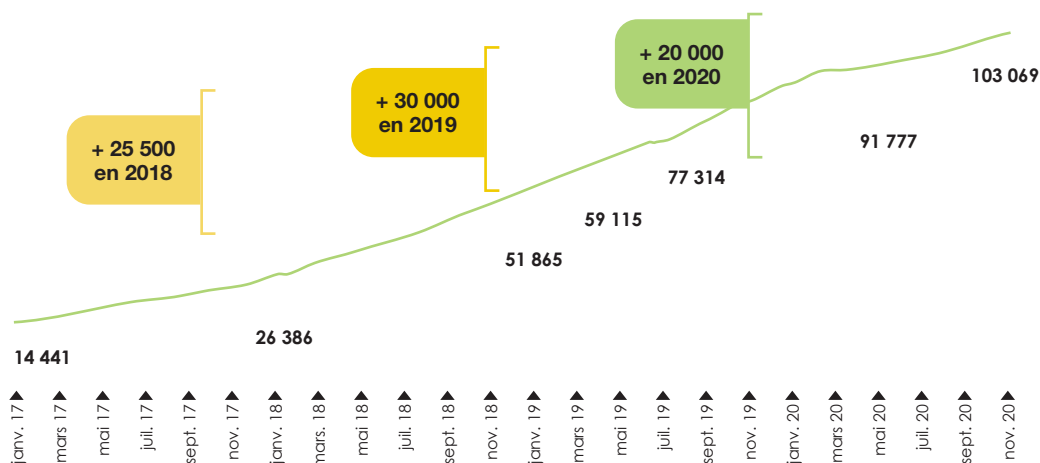 + 20 000
en 2020
103 069
+ 30 000
en 2019
+ 25 500
en 2018
91 777
77 314
59 115
51 865
26 386
14 441
janv. 17
mars 17
mai 17
juil. 17
sept. 17
nov. 17
janv. 18
mars. 18
mai 18
juil. 18
sept. 18
nov. 18
janv. 19
mars 19
mai 19
juil. 19
sept. 19
nov. 19
janv. 20
mars 20
mai 20
juil. 20
sept. 20
nov. 20